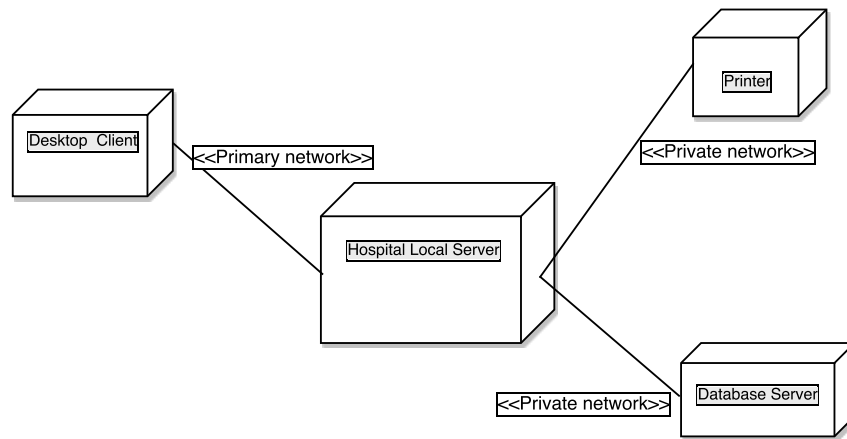 Printer
Desktop  Client
<<Private network>>
<<Primary network>>
Hospital Local Server
Database Server
<<Private network>>